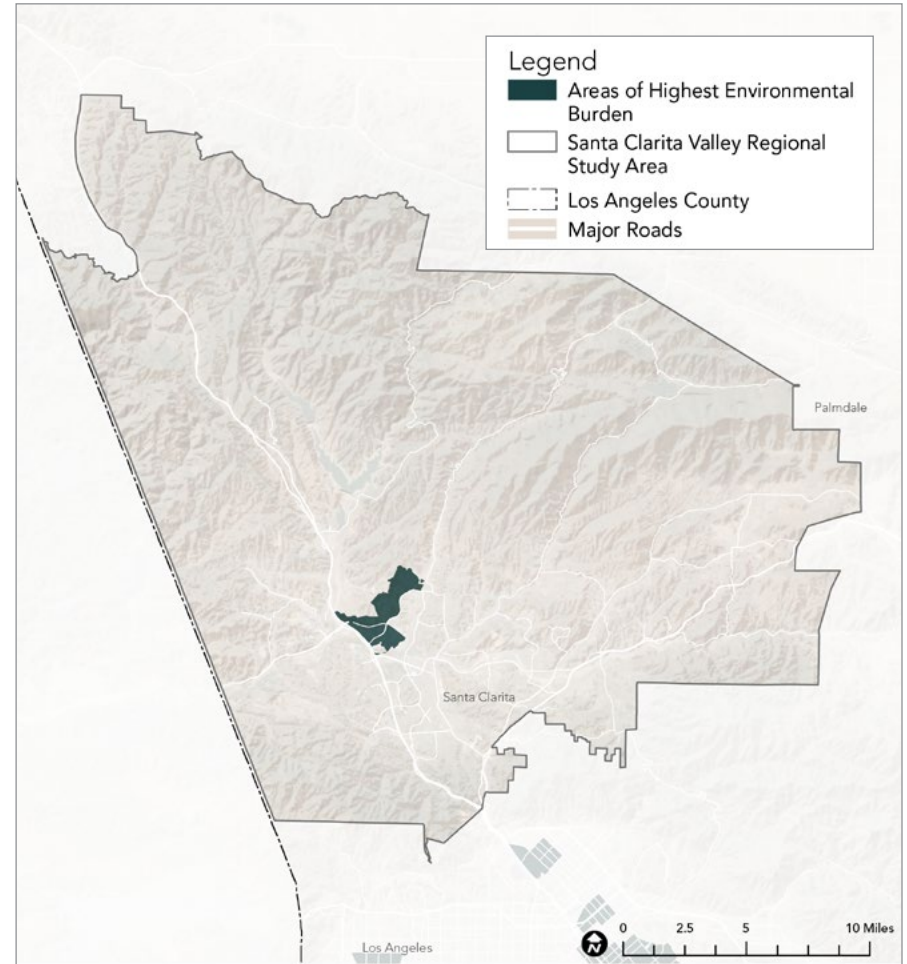 Legend
Areas of Highest Environmental
Burden
Santa Clarita Valley Regional
Study Area
Los Angeles County
Major Roads
Palmdale
Santa Clarita
Los Angeles
N
0 2.5 5 10 Miles